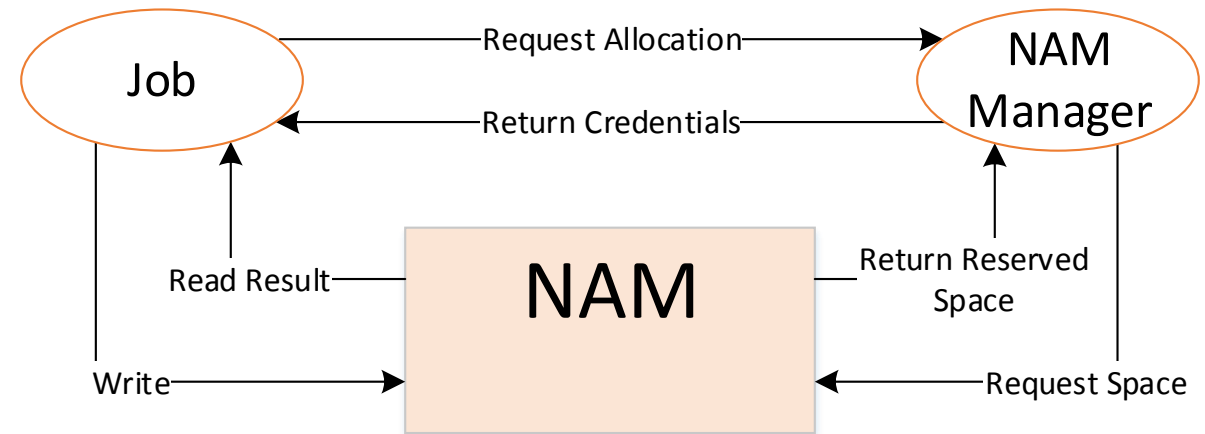 Request Allocation
Job
NAM
Manager
Return Credentials
Read Result
NAM
Return Reserved
Space
Write
Request Space